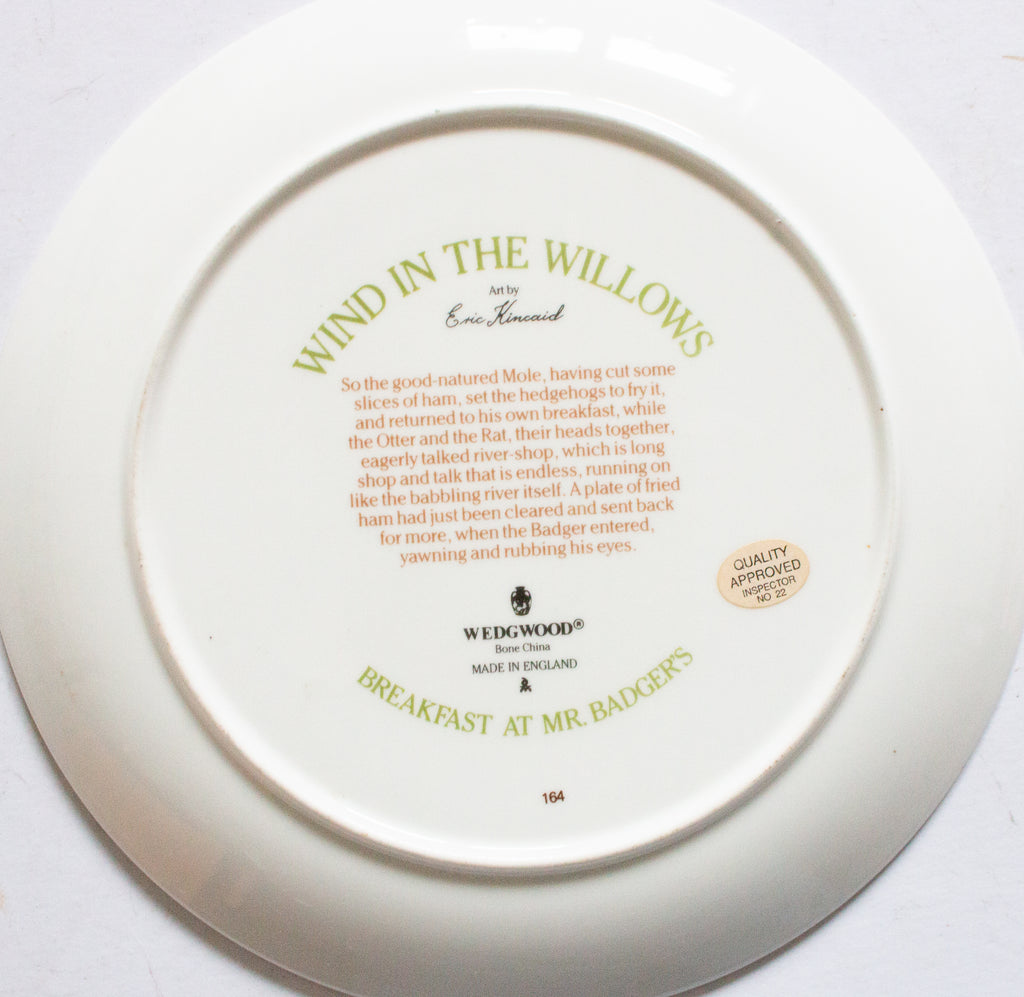 WIND IN THE WILLOWS
Art by
Eric Kincaid
So the good-natured Mole, having cut some
slices of ham, set the hedgehogs to fry it,
and returned to his own breakfast, while
the Otter and the Rat, their heads together,
eagerly talked river-shop, which is long
shop and talk that is endless, running on
like the babbling river itself. A plate of fried
ham had just been cleared and sent back
for more, when the Badger entered,
yawning and rubbing his eyes.
QUALITY
APPROVED
INSPECTOR
NO 22
WEDGWOOD®
Bone China
MADE IN ENGLAND
BREAKFAST AT MR. BADGER'S
164